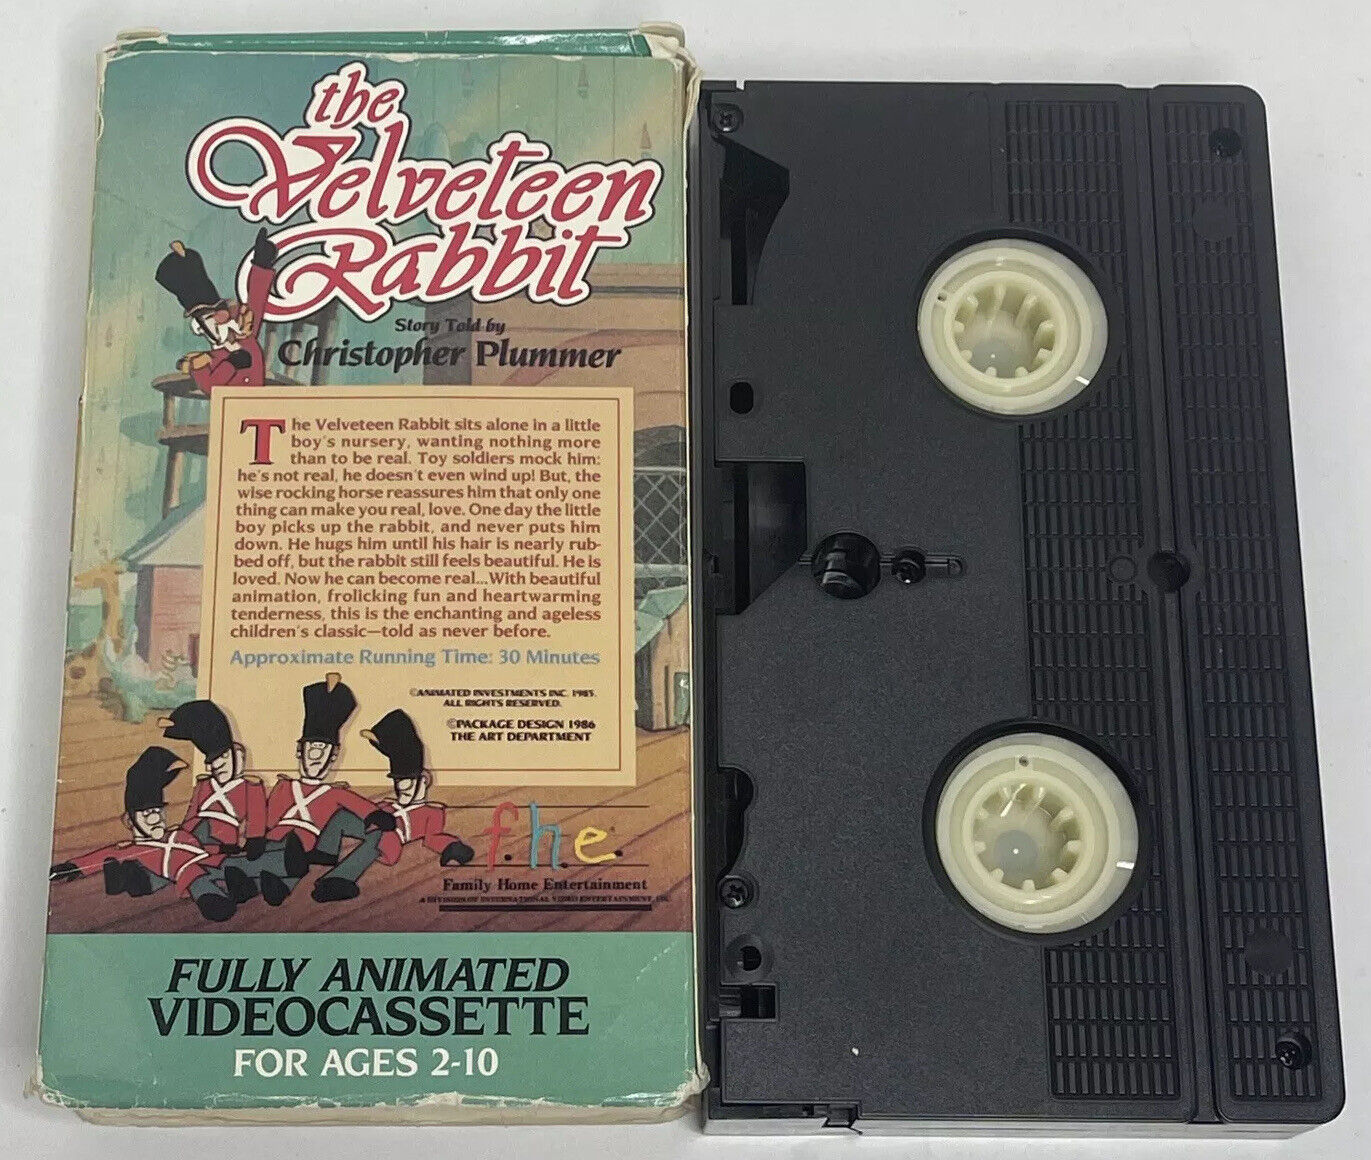 the
Velveteen
Rabbit
Story Told by
Christopher Plummer
The Velveteen Rabbit sits alone in a little
boy's nursery, wanting nothing more
than to be real. Toy soldiers mock him:
he's not real, he doesn't even wind up! But, the
wise rocking horse reassures him that only one
thing can make you real, love. One day the little
boy picks up the rabbit, and never puts him
down. He hugs him until his hair is nearly rub-
bed off, but the rabbit still feels beautiful. He is
loved. Now he can become real...With beautiful
animation, frolicking fun and heartwarming
tenderness, this is the enchanting and ageless
children's classic—told as never before.
Approximate Running Time: 30 Minutes
©ANIMATED INVESTMENTS INC. 1985.
ALL RIGHTS RESERVED.
©PACKAGE DESIGN 1986
THE ART DEPARTMENT
f.h.e.
Family Home Entertainment
A DIVISION OF INTERNATIONAL VIDEO ENTERTAINMENT, INC.
FULLY ANIMATED
VIDEOCASSETTE
FOR AGES 2-10